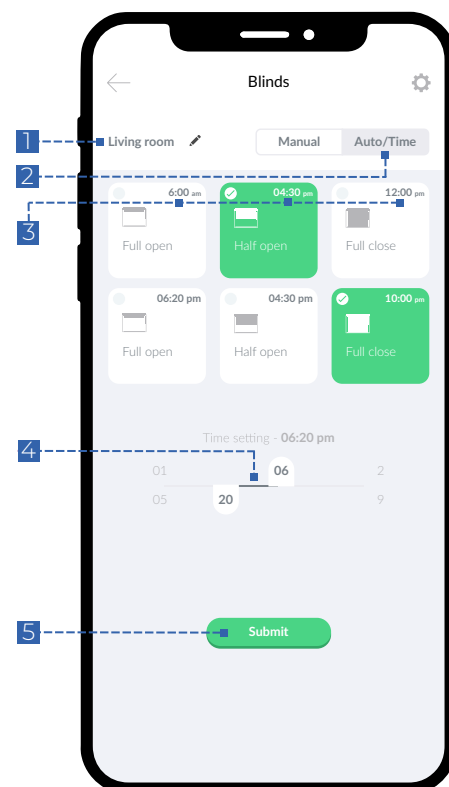 Blinds
1 Living room Manual Auto/Time
2
3 6:00 am 04:30 pm 12:00 pm
Full open Half open Full close
06:20 pm 04:30 pm 10:00 pm
Full open Half open Full close
Time setting - 06:20 pm
4
01 06 2
05 20 9
5 Submit